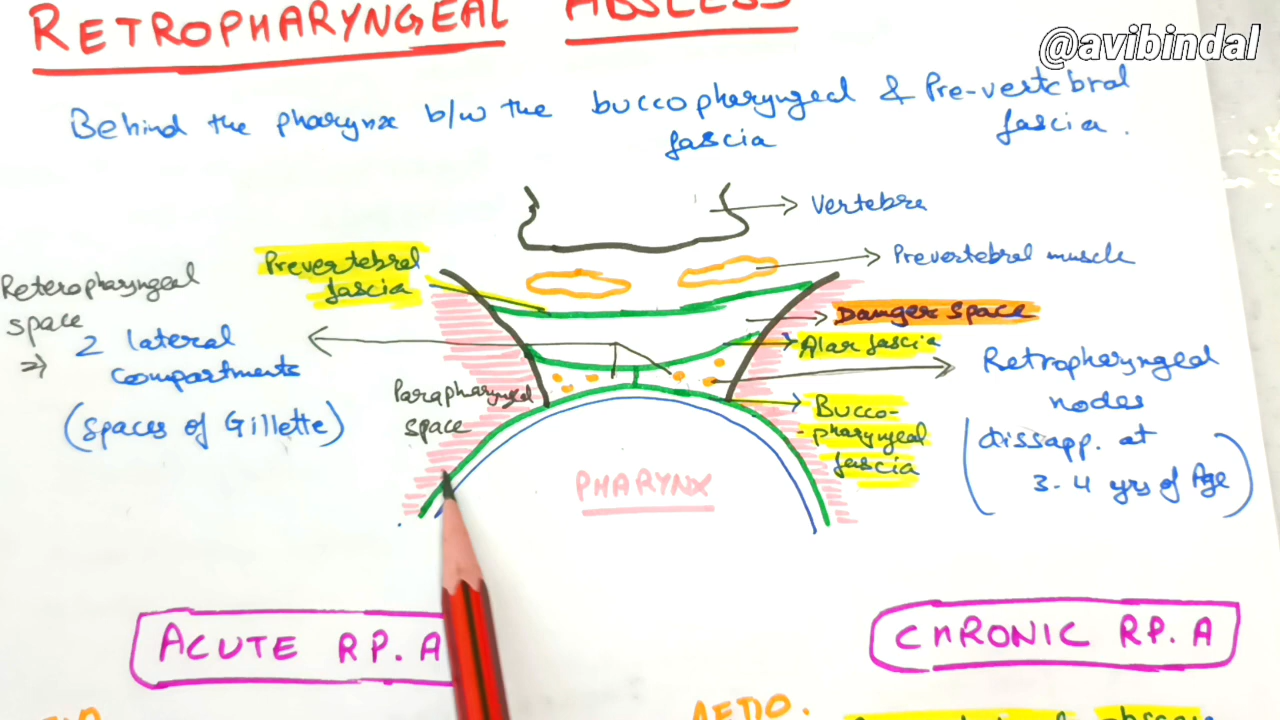 RETROPHARYNGEAL ABSCESS
@avibindal
Behind the pharynx b/w the buccopharyngeal & Pre-vertebral
fascia fascia.
Vertebra
Prevertebral muscle
Prevertebral
fascia
Reteropharyngeal
space
⇒ 2 lateral
compartments
(spaces of Gillette)
Danger space
Alar fascia
Retropharyngeal
nodes
(dissapp. at
3-4 yrs of Age)
Parapharyngeal
space
Bucco-
pharyngeal
fascia
PHARYNX
ACUTE RP.A
CHRONIC RP.A